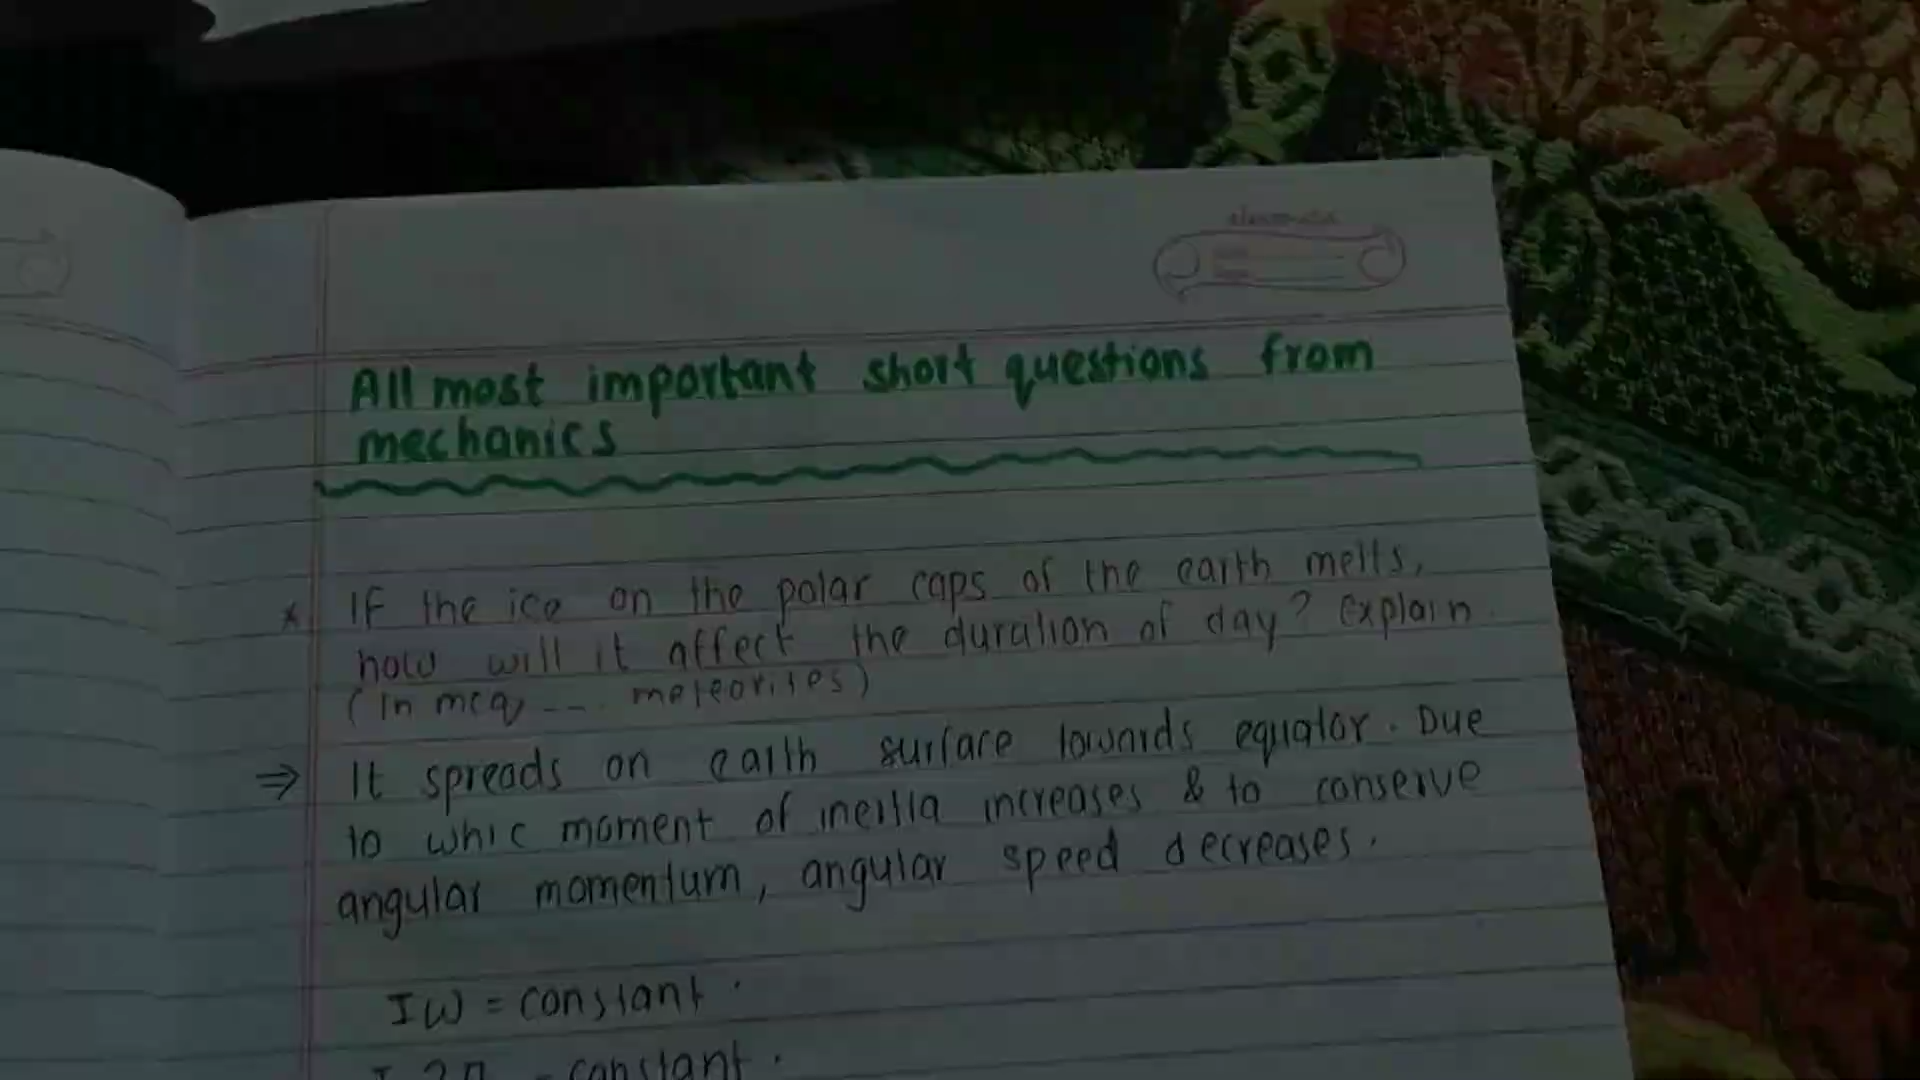 All most important short questions from
mechanics
* If the ice on the polar caps of the earth melts,
how will it affect the duration of day? Explain.
(In mcq .... meteorites)
⇒ It spreads on earth surface towards equator. Due
to whic moment of inertia increases & to conserve
angular momentum, angular speed decreases.
Iω = constant.
I 2π = constant.